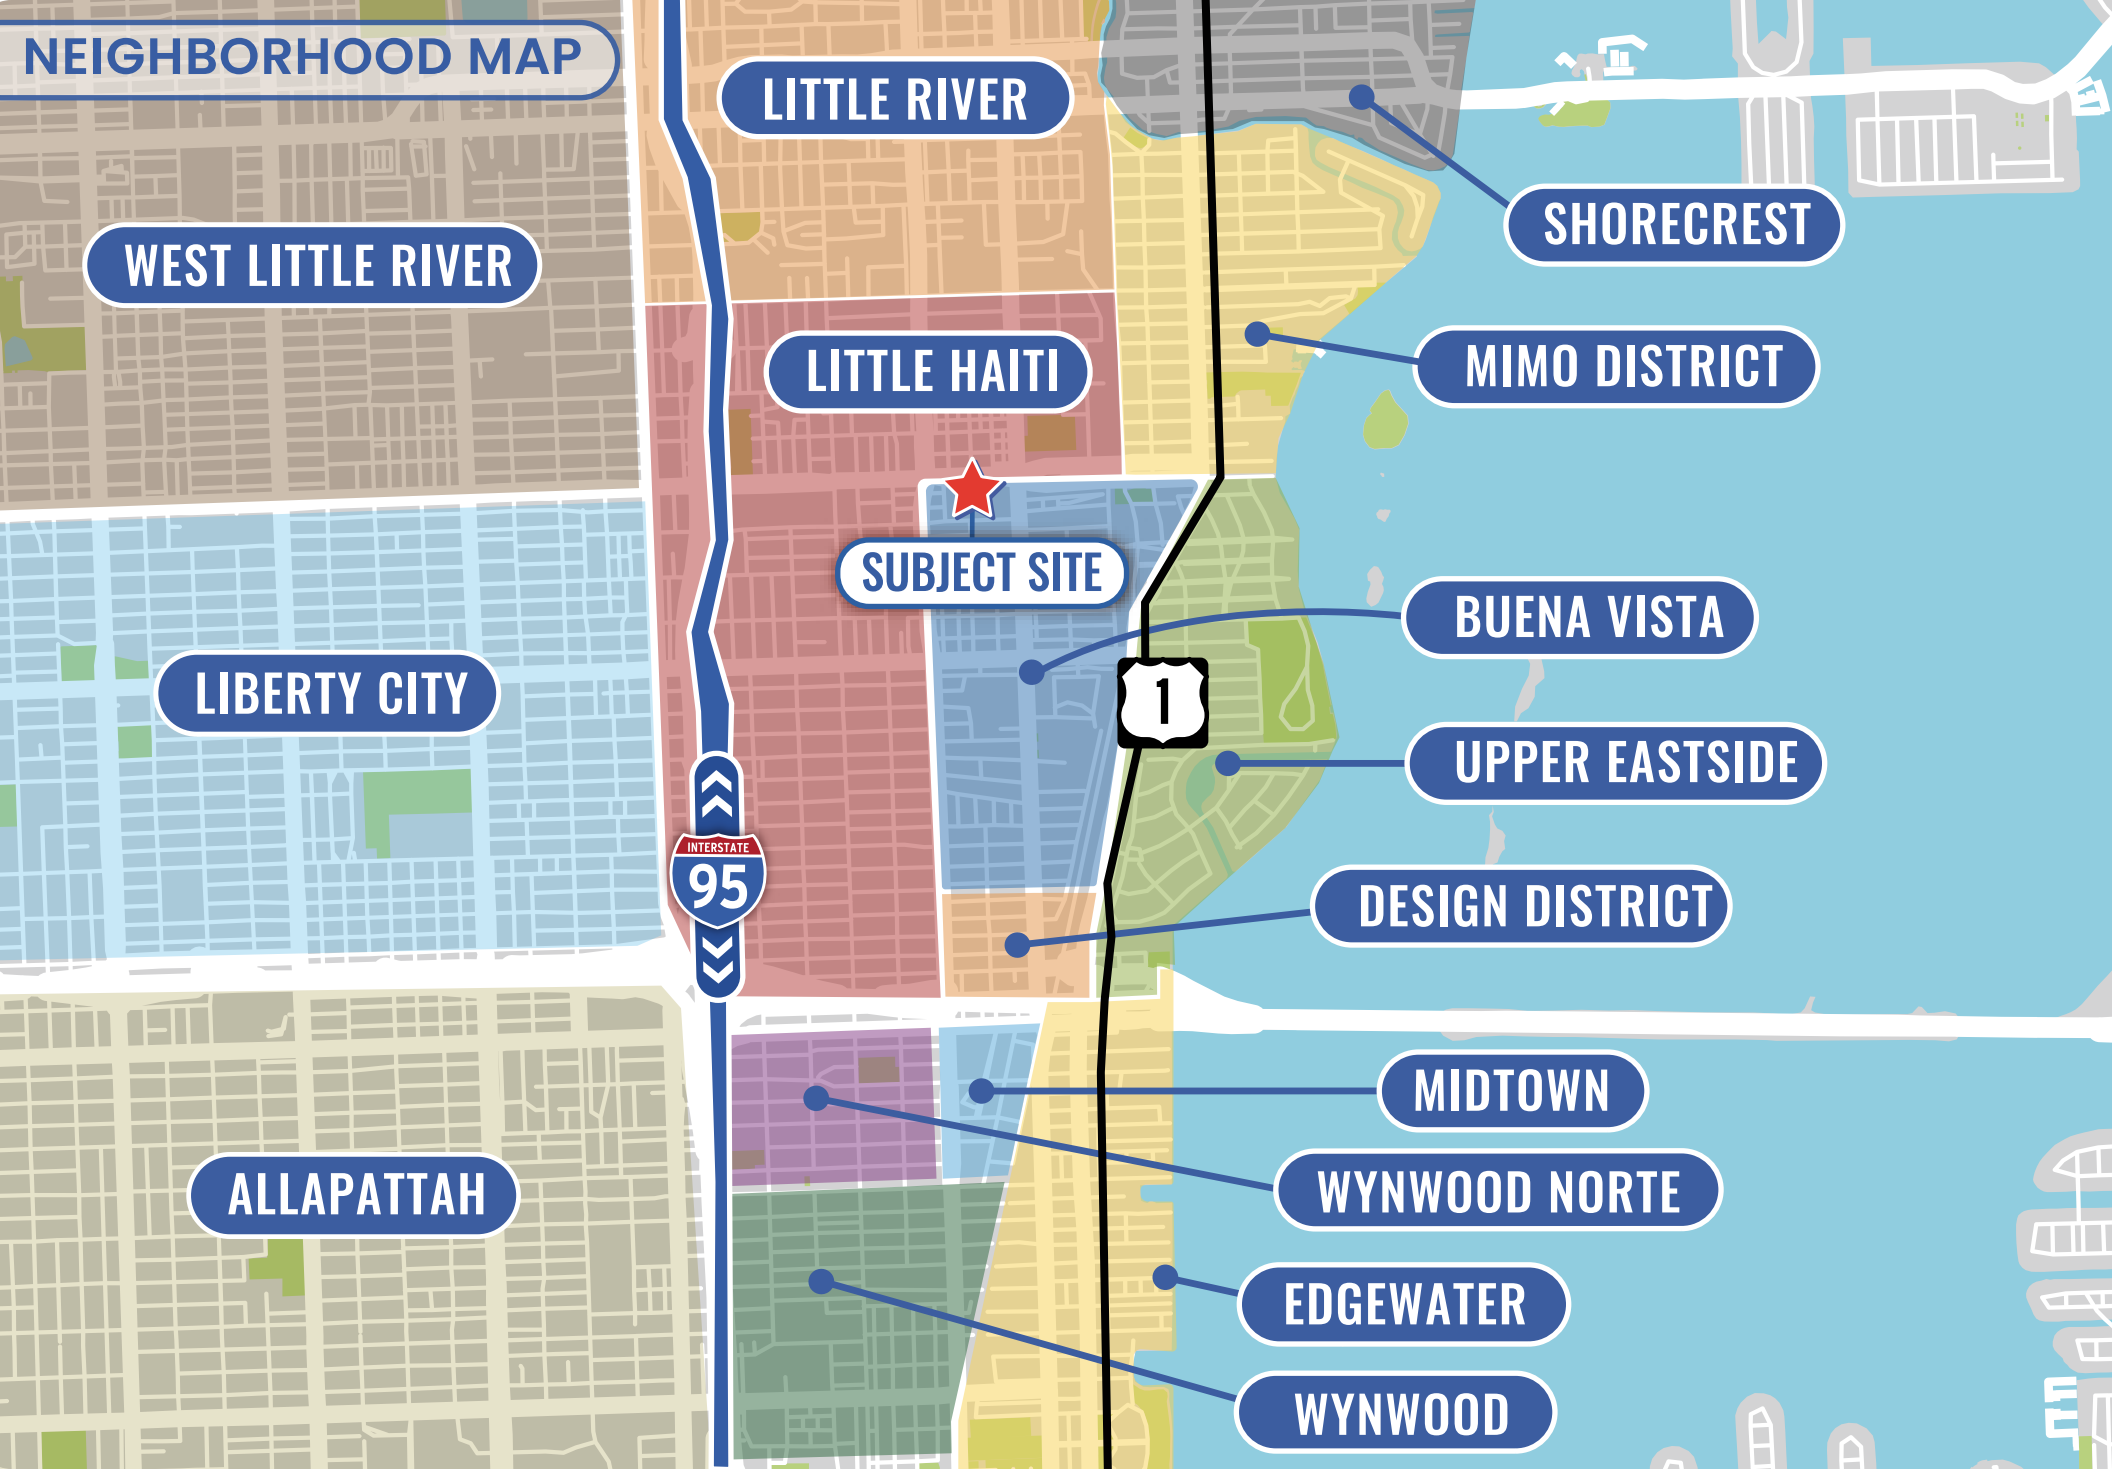 NEIGHBORHOOD MAP
LITTLE RIVER
SHORECREST
WEST LITTLE RIVER
MIMO DISTRICT
LITTLE HAITI
SUBJECT SITE
BUENA VISTA
LIBERTY CITY
1
UPPER EASTSIDE
INTERSTATE
95
DESIGN DISTRICT
MIDTOWN
ALLAPATTAH
WYNWOOD NORTE
EDGEWATER
WYNWOOD